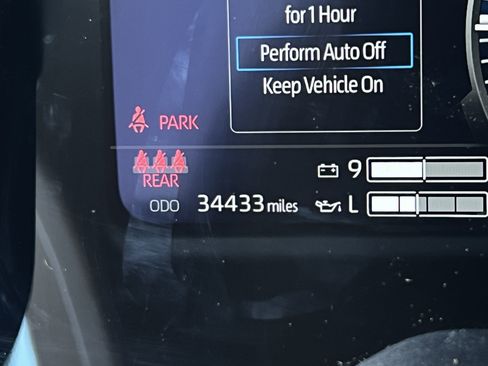 for 1 Hour
Perform Auto Off
Keep Vehicle On
PARK
REAR
9
ODO 34433 miles L